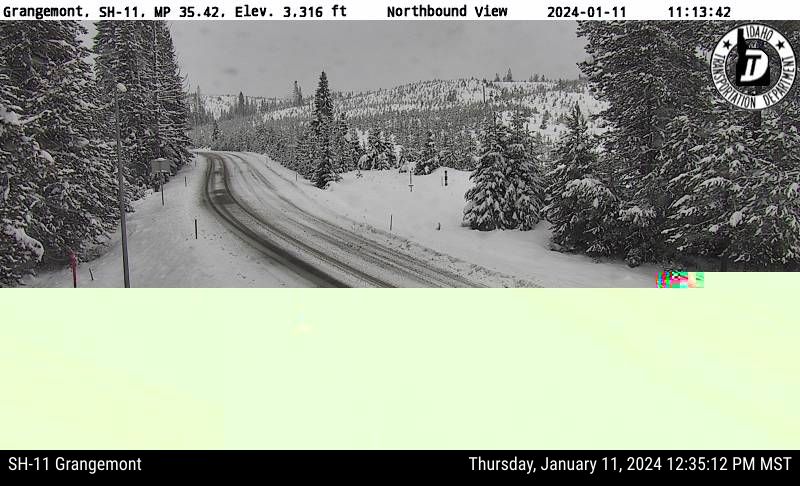 Grangemont, SH-11, MP 35.42, Elev. 3,316 ft Northbound View 2024-01-11 11:13:42
IDAHO
TRANSPORTATION DEPARTMENT
SH-11 Grangemont Thursday, January 11, 2024 12:35:12 PM MST